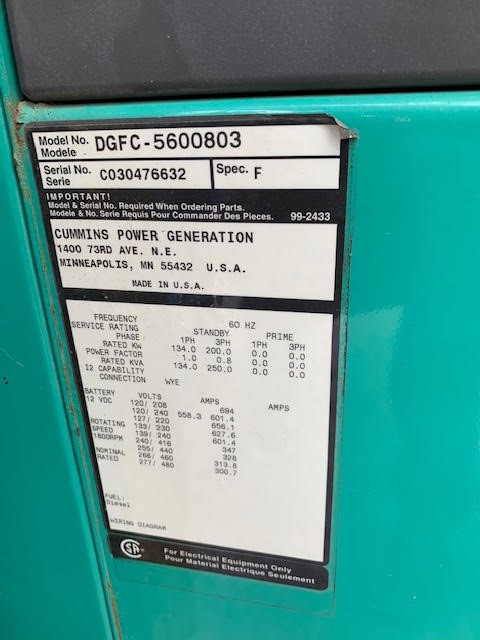 Model No. DGFC-5600803
Modele
Serial No. C030476632 Spec. F
Serie
IMPORTANT!
Model & Serial No. Required When Ordering Parts.
Modele & No. Serie Requis Pour Commander Des Pieces. 99-2433
CUMMINS POWER GENERATION
1400 73RD AVE. N.E.
MINNEAPOLIS, MN 55432 U.S.A.
MADE IN U.S.A.
FREQUENCY 60 HZ
SERVICE RATING STANDBY PRIME
PHASE 1PH 3PH 1PH 3PH
RATED KW 134.0 200.0 0.0 0.0
POWER FACTOR 1.0 0.8 0.0 0.0
RATED KVA 134.0 250.0 0.0 0.0
I2 CAPABILITY
CONNECTION WYE
BATTERY VOLTS AMPS AMPS
12 VDC 120/ 208 694
120/ 240 558.3 601.4
127/ 220 656.1
ROTATING 133/ 230 627.6
SPEED 139/ 240 601.4
1800RPM 240/ 416 347
255/ 440 328
NOMINAL 266/ 460 313.8
RATED 277/ 480 300.7
FUEL:
Diesel
WIRING DIAGRAM
For Electrical Equipment Only
Pour Material Electrique Seulement